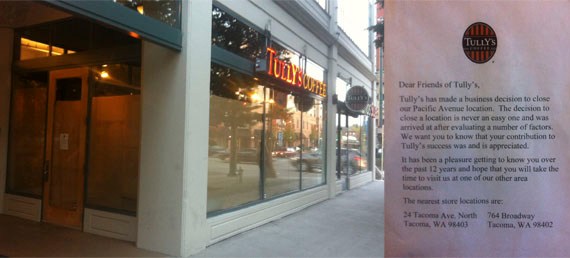 TULLY'S COFFEE
TULLY'S
TULLY'S
COFFEE
Dear Friends of Tully's,
Tully's has made a business decision to close
our Pacific Avenue location. The decision to
close a location is never an easy one and was
arrived at after evaluating a number of factors.
We want you to know that your contribution to
Tully's success was and is appreciated.
It has been a pleasure getting to know you over
the past 12 years and hope that you will take the
time to visit us at one of our other area
locations.
The nearest store locations are:
24 Tacoma Ave. North 764 Broadway
Tacoma, WA 98403 Tacoma, WA 98402